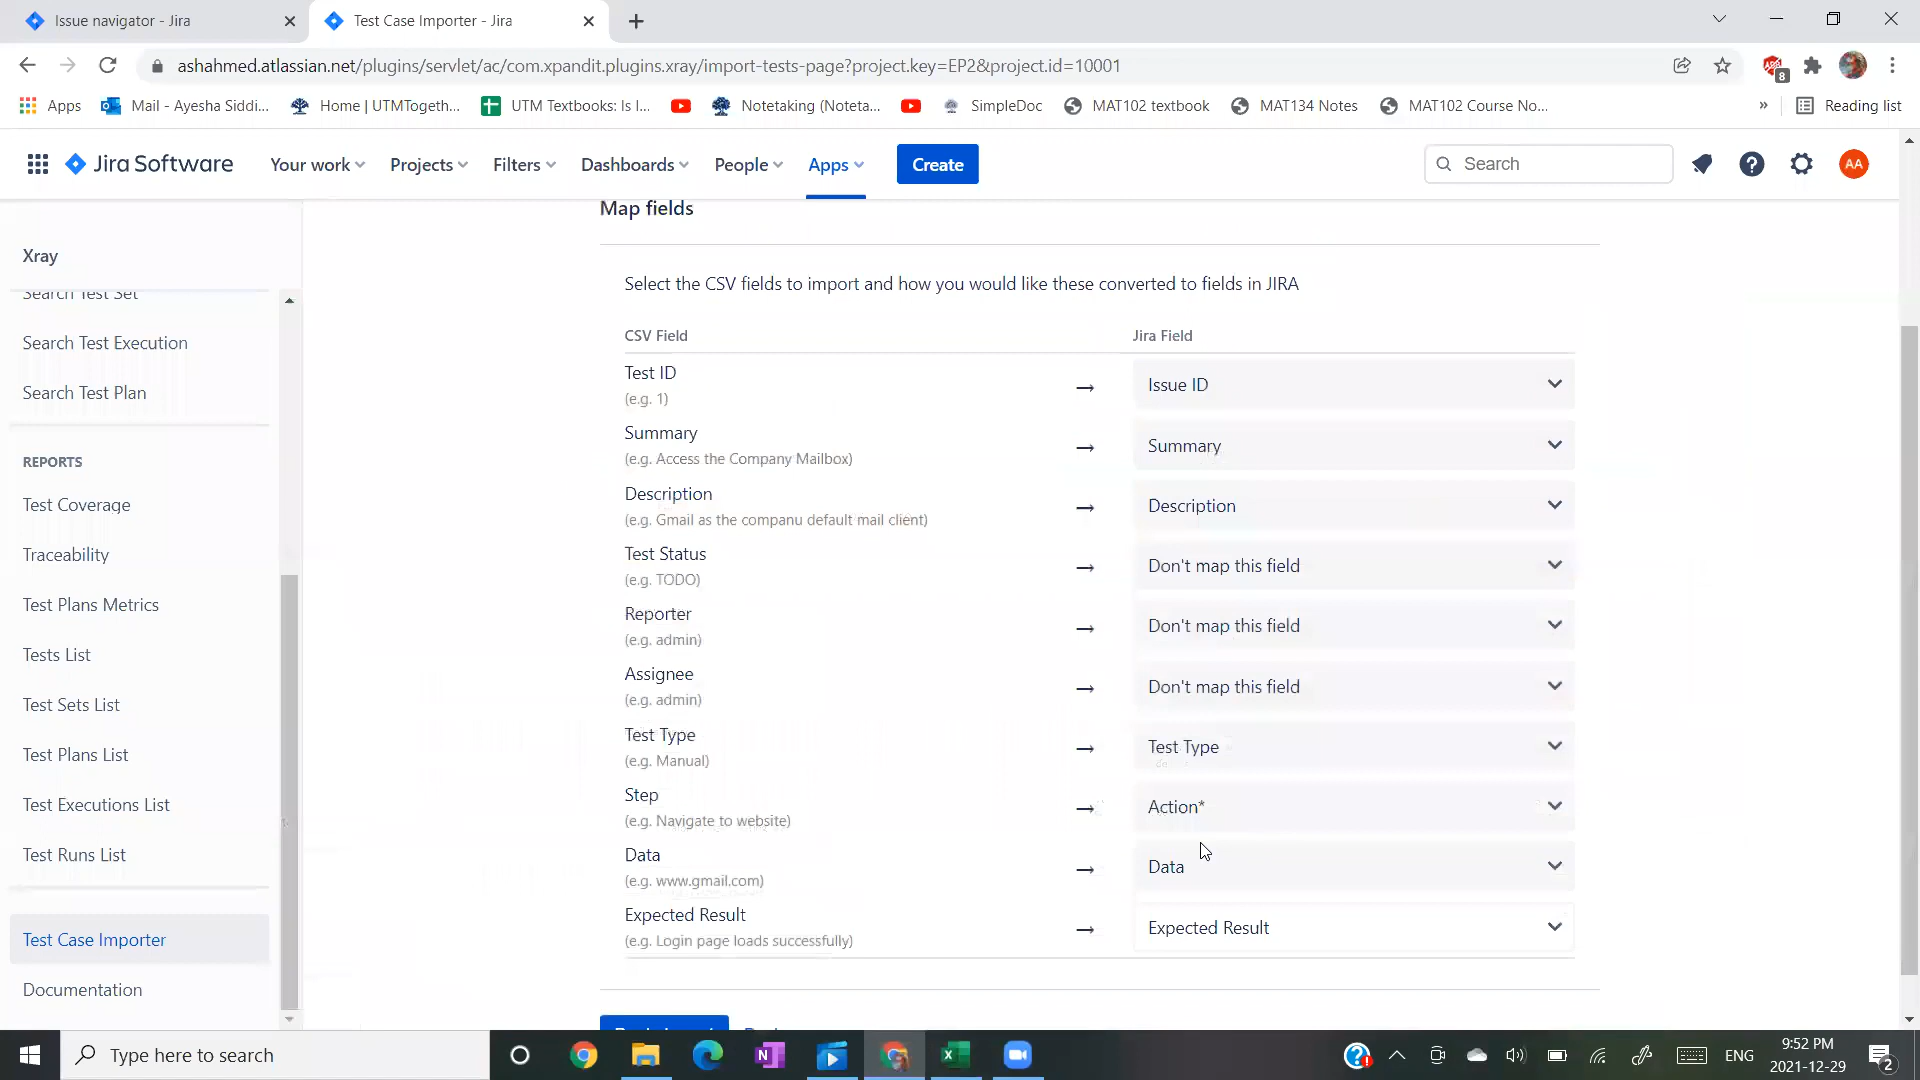 Issue navigator - Jira
Test Case Importer - Jira
ashahmed.atlassian.net/plugins/servlet/ac/com.xpandit.plugins.xray/import-tests-page?project.key=EP2&project.id=10001
8
Apps
Mail - Ayesha Siddi...
Home | UTMTogeth...
UTM Textbooks: Is I...
Notetaking (Noteta...
SimpleDoc
MAT102 textbook
MAT134 Notes
MAT102 Course No...
»
Reading list
Jira Software
Your work
Projects
Filters
Dashboards
People
Apps
Create
Search
AA
Xray
Search Test Set
Search Test Execution
Search Test Plan
REPORTS
Test Coverage
Traceability
Test Plans Metrics
Tests List
Test Sets List
Test Plans List
Test Executions List
Test Runs List
Test Case Importer
Documentation
Map fields
Select the CSV fields to import and how you would like these converted to fields in JIRA
CSV Field
Jira Field
Test ID
(e.g. 1)
→
Issue ID
Summary
(e.g. Access the Company Mailbox)
→
Summary
Description
(e.g. Gmail as the companu default mail client)
→
Description
Test Status
(e.g. TODO)
→
Don't map this field
Reporter
(e.g. admin)
→
Don't map this field
Assignee
(e.g. admin)
→
Don't map this field
Test Type
(e.g. Manual)
→
Test Type
Step
(e.g. Navigate to website)
→
Action*
Data
(e.g. www.gmail.com)
→
Data
Expected Result
(e.g. Login page loads successfully)
→
Expected Result
Type here to search
ENG
9:52 PM
2021-12-29
2